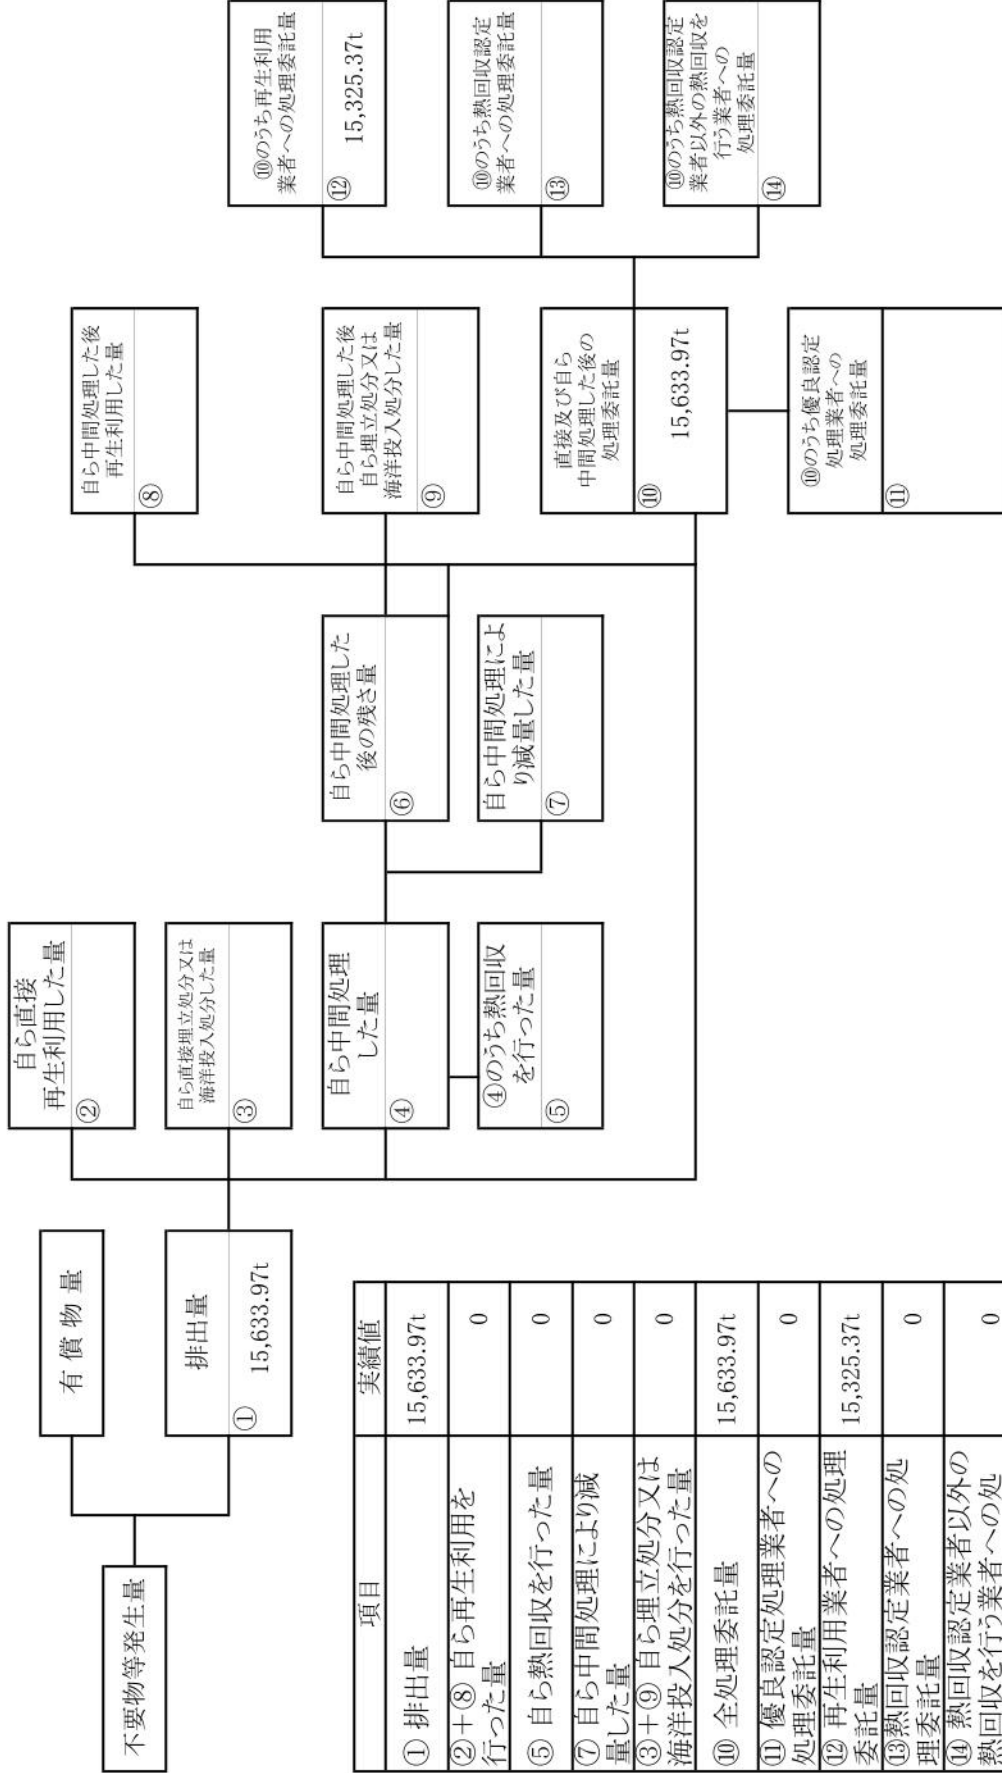 不要物等発生量
有 償 物 量
排出量
①
15,633.97t
自ら直接
再生利用した量
②
自ら直接埋立処分又は
海洋投入処分した量
③
自ら中間処理
した量
④
④のうち熱回収
を行った量
⑤
自ら中間処理した
後の残さ量
⑥
自ら中間処理によ
り減量した量
⑦
自ら中間処理した後
再生利用した量
⑧
自ら中間処理した後
自ら埋立処分又は
海洋投入処分した量
⑨
直接及び自ら
中間処理した後の
処理委託量
⑩
15,633.97t
⑩のうち優良認定
処理業者への
処理委託量
⑪
⑩のうち再生利用
業者への処理委託量
⑫
15,325.37t
⑩のうち熱回収認定
業者への処理委託量
⑬
⑩のうち熱回収認定
業者以外の熱回収を
行う業者への
処理委託量
⑭
項目 実績値
① 排出量 15,633.97t
②＋⑧ 自ら再生利用を
行った量 0
⑤ 自ら熱回収を行った量 0
⑦ 自ら中間処理により減
量した量 0
③＋⑨ 自ら埋立処分又は
海洋投入処分を行った量 0
⑩ 全処理委託量 15,633.97t
⑪ 優良認定処理業者への
処理委託量 0
⑫ 再生利用業者への処理
委託量 15,325.37t
⑬熱回収認定業者への処
理委託量 0
⑭ 熱回収認定業者以外の
熱回収を行う業者への処 0